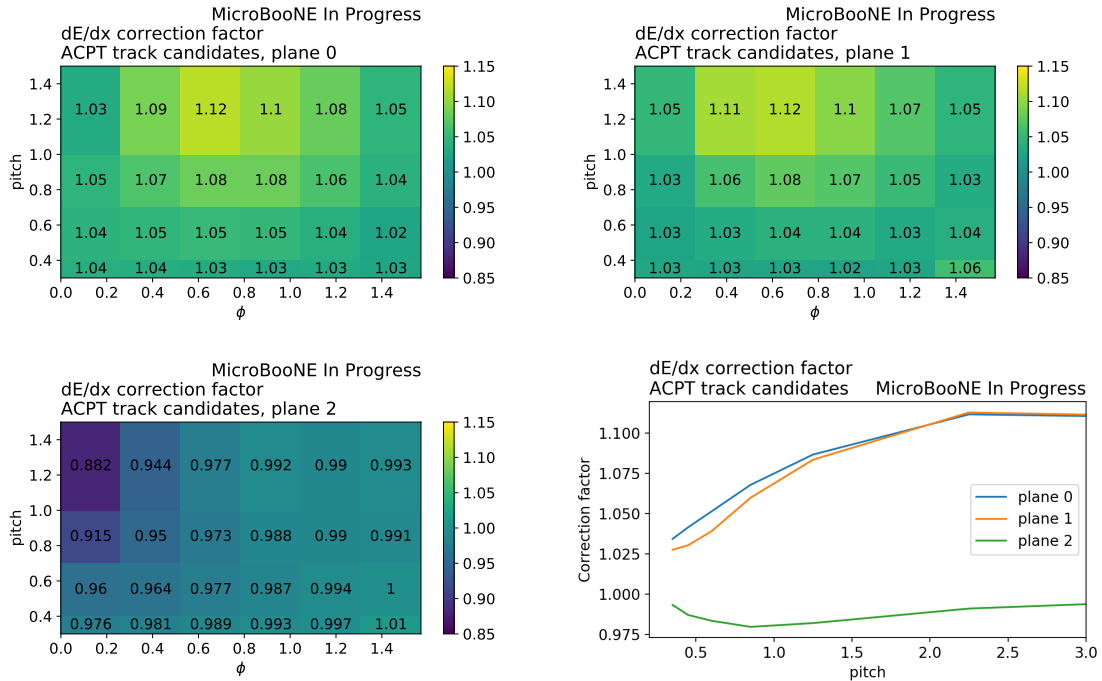 MicroBooNE In Progress
dE/dx correction factor
ACPT track candidates, plane 0
1.4
1.2
1.0
0.8
0.6
0.4
pitch
1.03 1.09 1.12 1.1 1.08 1.05
1.05 1.07 1.08 1.08 1.06 1.04
1.04 1.05 1.05 1.05 1.04 1.02
1.04 1.04 1.03 1.03 1.03 1.03
0.0 0.2 0.4 0.6 0.8 1.0 1.2 1.4
ϕ
1.15
1.10
1.05
1.00
0.95
0.90
0.85
MicroBooNE In Progress
dE/dx correction factor
ACPT track candidates, plane 1
1.4
1.2
1.0
0.8
0.6
0.4
pitch
1.05 1.11 1.12 1.1 1.07 1.05
1.03 1.06 1.08 1.07 1.05 1.03
1.03 1.03 1.04 1.04 1.03 1.04
1.03 1.03 1.03 1.02 1.03 1.06
0.0 0.2 0.4 0.6 0.8 1.0 1.2 1.4
ϕ
1.15
1.10
1.05
1.00
0.95
0.90
0.85
MicroBooNE In Progress
dE/dx correction factor
ACPT track candidates, plane 2
1.4
1.2
1.0
0.8
0.6
0.4
pitch
0.882 0.944 0.977 0.992 0.99 0.993
0.915 0.95 0.973 0.988 0.99 0.991
0.96 0.964 0.977 0.987 0.994 1
0.976 0.981 0.989 0.993 0.997 1.01
0.0 0.2 0.4 0.6 0.8 1.0 1.2 1.4
ϕ
1.15
1.10
1.05
1.00
0.95
0.90
0.85
dE/dx correction factor
ACPT track candidates MicroBooNE In Progress
1.100
1.075
1.050
1.025
1.000
0.975
Correction factor
plane 0
plane 1
plane 2
0.5 1.0 1.5 2.0 2.5 3.0
pitch